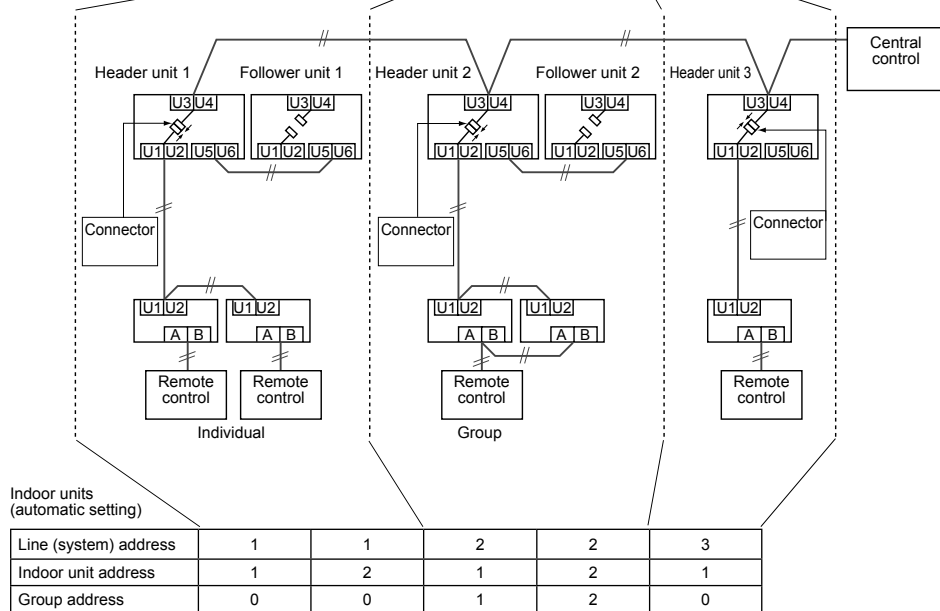 Central
control
Header unit 1 Follower unit 1 Header unit 2 Follower unit 2 Header unit 3
U3 U4 U3 U4 U3 U4 U3 U4 U3 U4
U1 U2 U5 U6 U1 U2 U5 U6 U1 U2 U5 U6 U1 U2 U5 U6 U1 U2 U5 U6
Connector Connector Connector
U1 U2 U1 U2 U1 U2 U1 U2 U1 U2
A B A B A B A B A B
Remote
control
Remote
control
Remote
control
Remote
control
Individual Group
Indoor units
(automatic setting)
Line (system) address 1 1 2 2 3
Indoor unit address 1 2 1 2 1
Group address 0 0 1 2 0